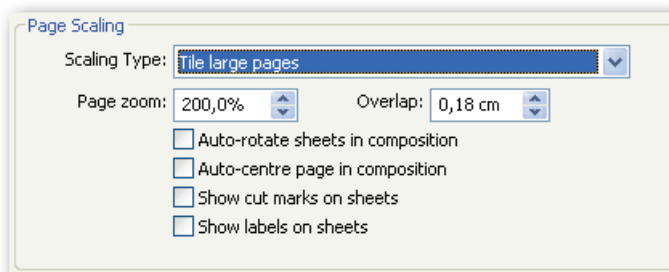 Page Scaling
Scaling Type: Tile large pages
Page zoom: 200,0% Overlap: 0,18 cm
Auto-rotate sheets in composition
Auto-centre page in composition
Show cut marks on sheets
Show labels on sheets